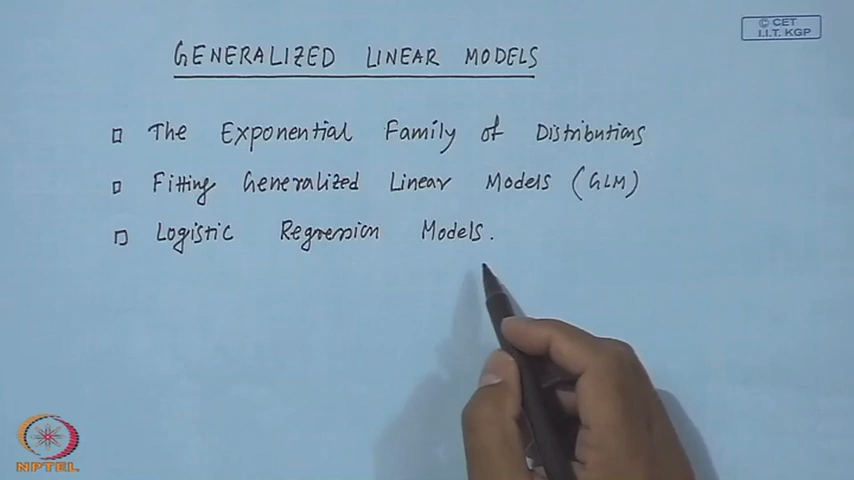 © CET
I.I.T. KGP
GENERALIZED LINEAR MODELS
The Exponential Family of Distributions
Fitting Generalized Linear Models (GLM)
Logistic Regression Models.
NPTEL